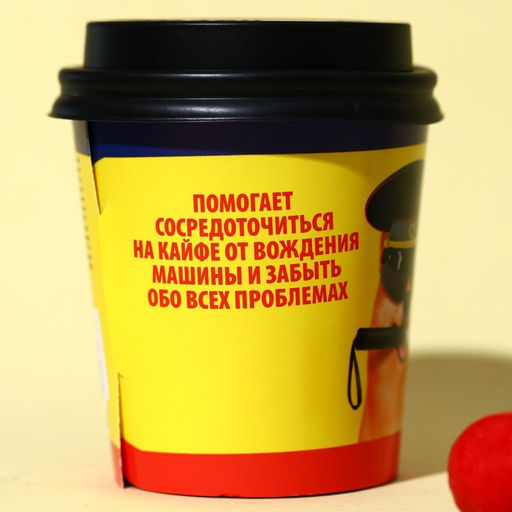 ПОМОГАЕТ
СОСРЕДОТОЧИТЬСЯ
НА КАЙФЕ ОТ ВОЖДЕНИЯ
МАШИНЫ И ЗАБЫТЬ
ОБО ВСЕХ ПРОБЛЕМАХ